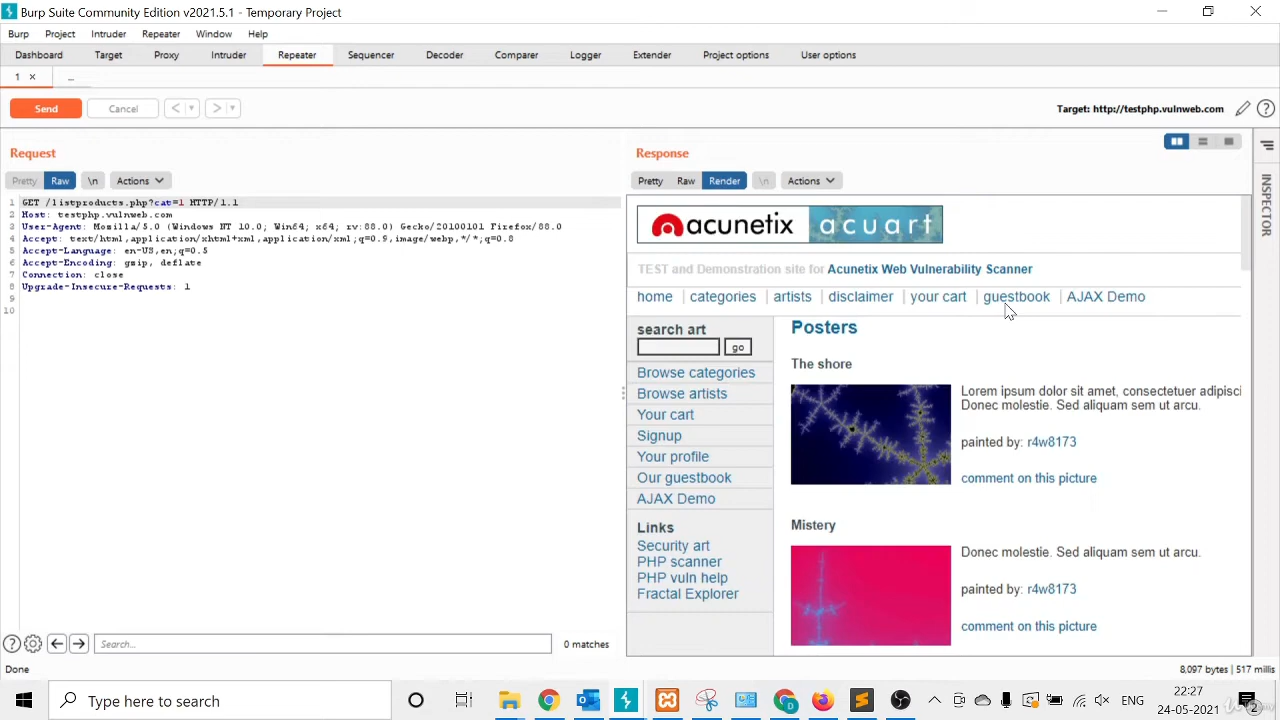 Burp Suite Community Edition v2021.5.1 - Temporary Project
Burp Project Intruder Repeater Window Help
Dashboard Target Proxy Intruder Repeater Sequencer Decoder Comparer Logger Extender Project options User options
1 × ...
Send Cancel < > Target: http://testphp.vulnweb.com
Request
Pretty Raw \n Actions
1 GET /listproducts.php?cat=1 HTTP/1.1
2 Host: testphp.vulnweb.com
3 User-Agent: Mozilla/5.0 (Windows NT 10.0; Win64; x64; rv:88.0) Gecko/20100101 Firefox/88.0
4 Accept: text/html,application/xhtml+xml,application/xml;q=0.9,image/webp,*/*;q=0.8
5 Accept-Language: en-US,en;q=0.5
6 Accept-Encoding: gzip, deflate
7 Connection: close
8 Upgrade-Insecure-Requests: 1
9
10
Search... 0 matches
Response
Pretty Raw Render \n Actions
acunetix acuart
TEST and Demonstration site for Acunetix Web Vulnerability Scanner
home categories artists disclaimer your cart guestbook AJAX Demo
search art
go
Browse categories
Browse artists
Your cart
Signup
Your profile
Our guestbook
AJAX Demo
Links
Security art
PHP scanner
PHP vuln help
Fractal Explorer
Posters
The shore
Lorem ipsum dolor sit amet, consectetuer adipisci
Donec molestie. Sed aliquam sem ut arcu.
painted by: r4w8173
comment on this picture
Mistery
Donec molestie. Sed aliquam sem ut arcu.
painted by: r4w8173
comment on this picture
INSPECTOR
Done 8,097 bytes | 517 millis
Type here to search
ENG
22:27
24-05-2021
2